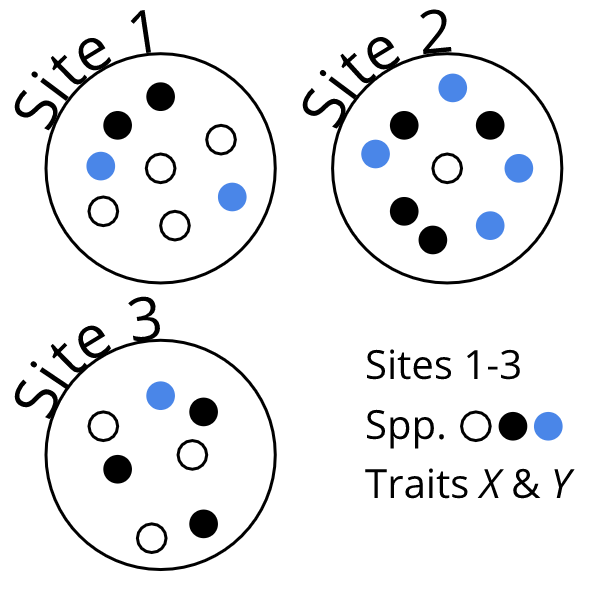 Site 1
Site 2
Site 3
Sites 1-3
Spp.
Traits X & Y